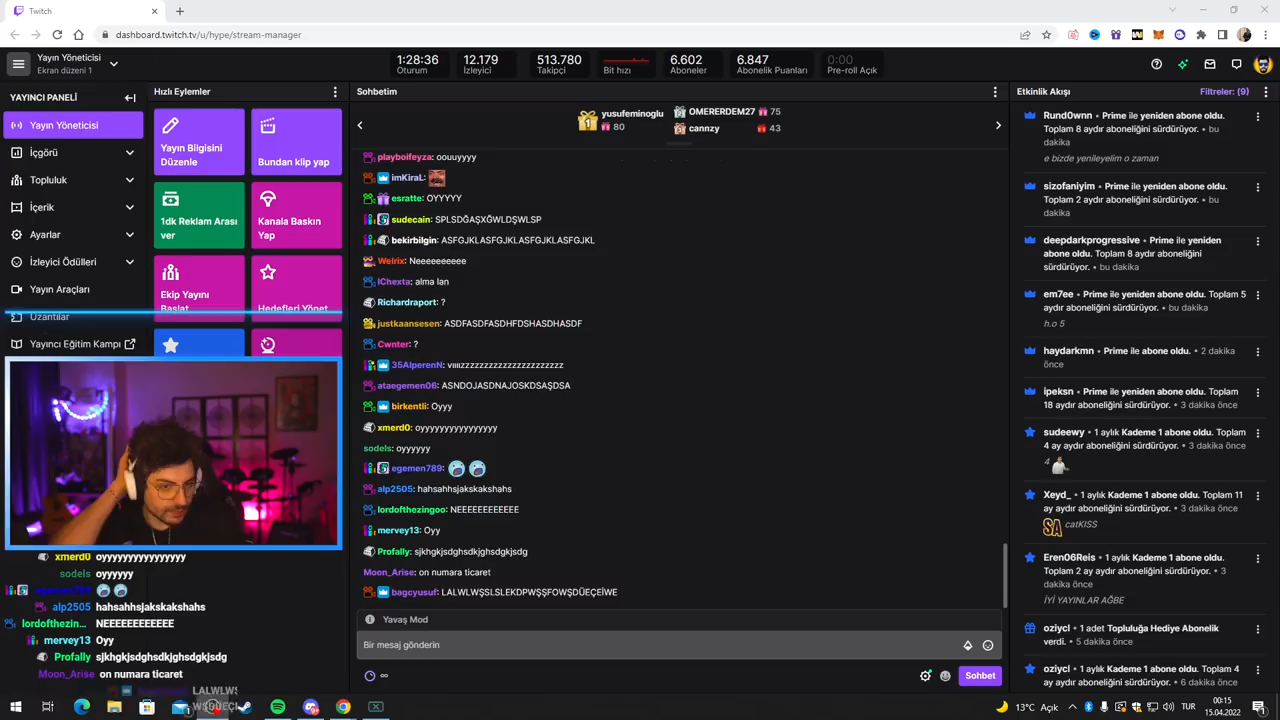 Twitch
dashboard.twitch.tv/u/hype/stream-manager
Yayın Yöneticisi
Ekran düzeni 1
1:28:36
Oturum
12.179
İzleyici
513.780
Takipçi
Bit hızı
6.602
Aboneler
6.847
Abonelik Puanları
0:00
Pre-roll Açık
YAYINCI PANELİ
Yayın Yöneticisi
İçgörü
Topluluk
İçerik
Ayarlar
İzleyici Ödülleri
Yayın Araçları
Uzantılar
Yayıncı Eğitim Kampı
Hızlı Eylemler
Yayın Bilgisini
Düzenle
Bundan klip yap
1dk Reklam Arası
ver
Kanala Baskın
Yap
Ekip Yayını
Başlat
Hedefleri Yönet
xmerd0 oyyyyyyyyyyyyyyyy
sodels oyyyyyy
egemen789
alp2505 hahsahhsjakskakshahs
lordofthezin... NEEEEEEEEEEEE
mervey13 Oyy
Profally sjkhgkjsdghsdkjghsdgkjsdg
Moon_Arise on numara ticaret
Sohbetim
1
yusufeminoglu
80
2
OMERERDEM27 75
3
cannzy 43
playboifeyza: oouuyyyy
imKiraL:
esratte: OYYYYY
sudecain: SPLSDĞAŞXĞWLDŞWLSP
bekirbilgin: ASFGJKLASFGJKLASFGJKLASFGJKL
Welrix: Neeeeeeeeee
IChexta: alma lan
Richardraport: ?
justkaansesen: ASDFASDFASDHFDSHASDHASDF
Cwnter: ?
35AlperenN: vıııızzzzzzzzzzzzzzzzzzzzzzz
ataegemen06: ASNDOJASDNAJOSKDSAŞDSA
birkentli: Oyyy
xmerd0: oyyyyyyyyyyyyyyyy
sodels: oyyyyyy
egemen789:
alp2505: hahsahhsjakskakshahs
lordofthezingoo: NEEEEEEEEEEEE
mervey13: Oyy
Profally: sjkhgkjsdghsdkjghsdgkjsdg
Moon_Arise: on numara ticaret
bagcyusuf: LALWLWŞSLSLEKDPWŞŞFOWŞDÜEÇEİWE
Yavaş Mod
Bir mesaj gönderin
∞
Sohbet
Etkinlik Akışı
Filtreler: (9)
Rund0wnn • Prime ile yeniden abone oldu.
Toplam 8 aydır aboneliğini sürdürüyor. • bu
dakika
e bizde yenileyelim o zaman
sizofaniyim • Prime ile yeniden abone oldu.
Toplam 2 aydır aboneliğini sürdürüyor. • bu
dakika
deepdarkprogressive • Prime ile yeniden
abone oldu. Toplam 8 aydır aboneliğini
sürdürüyor. • bu dakika
em7ee • Prime ile yeniden abone oldu. Toplam 5
aydır aboneliğini sürdürüyor. • bu dakika
h.o 5
haydarkmn • Prime ile abone oldu. • 2 dakika
önce
ipeksn • Prime ile yeniden abone oldu. Toplam
18 aydır aboneliğini sürdürüyor. • 3 dakika önce
sudeewy • 1 aylık Kademe 1 abone oldu. Toplam
4 ay aydır aboneliğini sürdürüyor. • 3 dakika
önce
4
Xeyd_ • 1 aylık Kademe 1 abone oldu. Toplam 11
ay aydır aboneliğini sürdürüyor. • 3 dakika önce
SA catKISS
Eren06Reis • 1 aylık Kademe 1 abone oldu.
Toplam 2 ay aydır aboneliğini sürdürüyor. • 3
dakika önce
İYİ YAYINLAR AĞBE
oziycl • 1 adet Topluluğa Hediye Abonelik
verdi. • 5 dakika önce
oziycl • 1 aylık Kademe 1 abone oldu. Toplam 4
ay aydır aboneliğini sürdürüyor. • 6 dakika önce
13°C Açık
TUR
00:15
15.04.2022